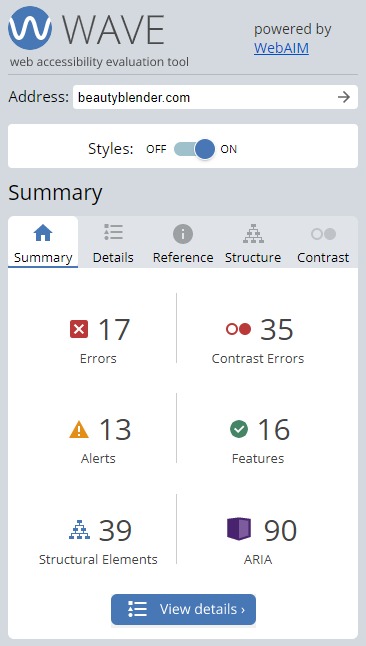 WAVE
web accessibility evaluation tool
powered by
WebAIM
Address: beautyblender.com
Styles: OFF ON
Summary
Summary Details Reference Structure Contrast
17 35
Errors Contrast Errors
13 16
Alerts Features
39 90
Structural Elements ARIA
View details ›